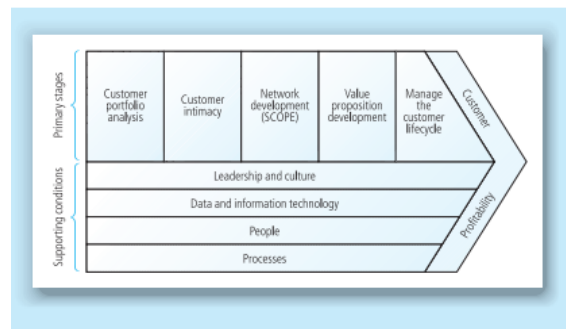 Primary stages
Customer
portfolio
analysis
Customer
intimacy
Network
development
(SCOPE)
Value
proposition
development
Manage
the
customer
lifecycle
Customer
Profitability
Supporting conditions
Leadership and culture
Data and information technology
People
Processes